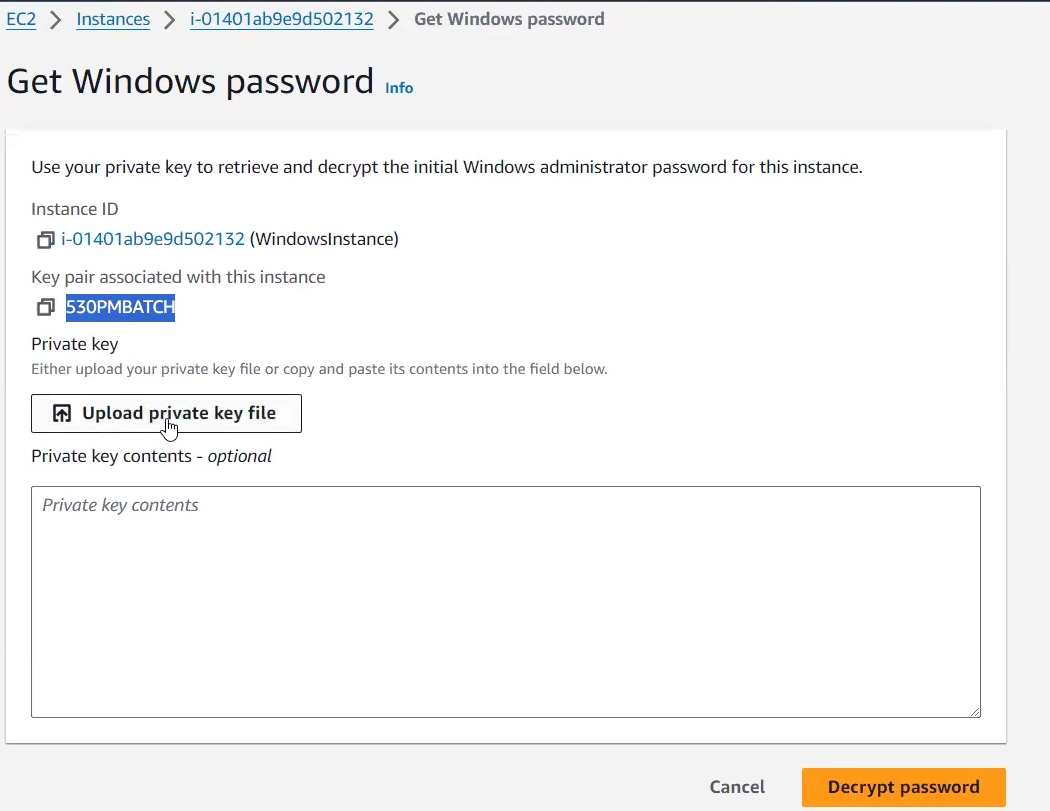 EC2 > Instances > i-01401ab9e9d502132 > Get Windows password
Get Windows password Info
Use your private key to retrieve and decrypt the initial Windows administrator password for this instance.
Instance ID
i-01401ab9e9d502132 (WindowsInstance)
Key pair associated with this instance
530PMBATCH
Private key
Either upload your private key file or copy and paste its contents into the field below.
Upload private key file
Private key contents - optional
Private key contents
Cancel Decrypt password